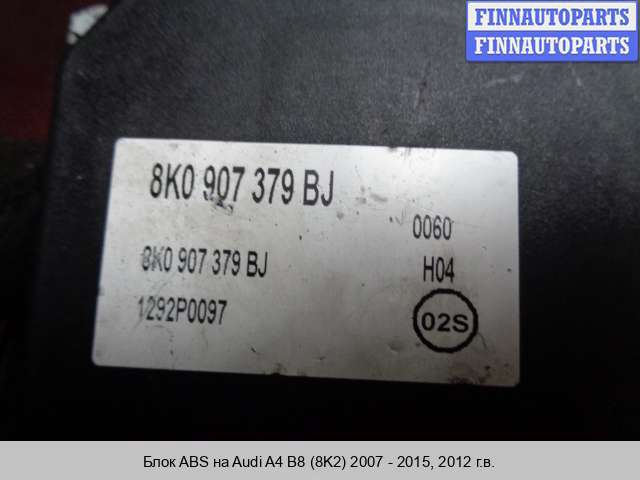 FINNAUTOPARTS
FINNAUTOPARTS
8K0 907 379 BJ
0060
8K0 907 379 BJ
H04
1292P0097
02S
Блок ABS на Audi A4 B8 (8K2) 2007 - 2015, 2012 г.в.